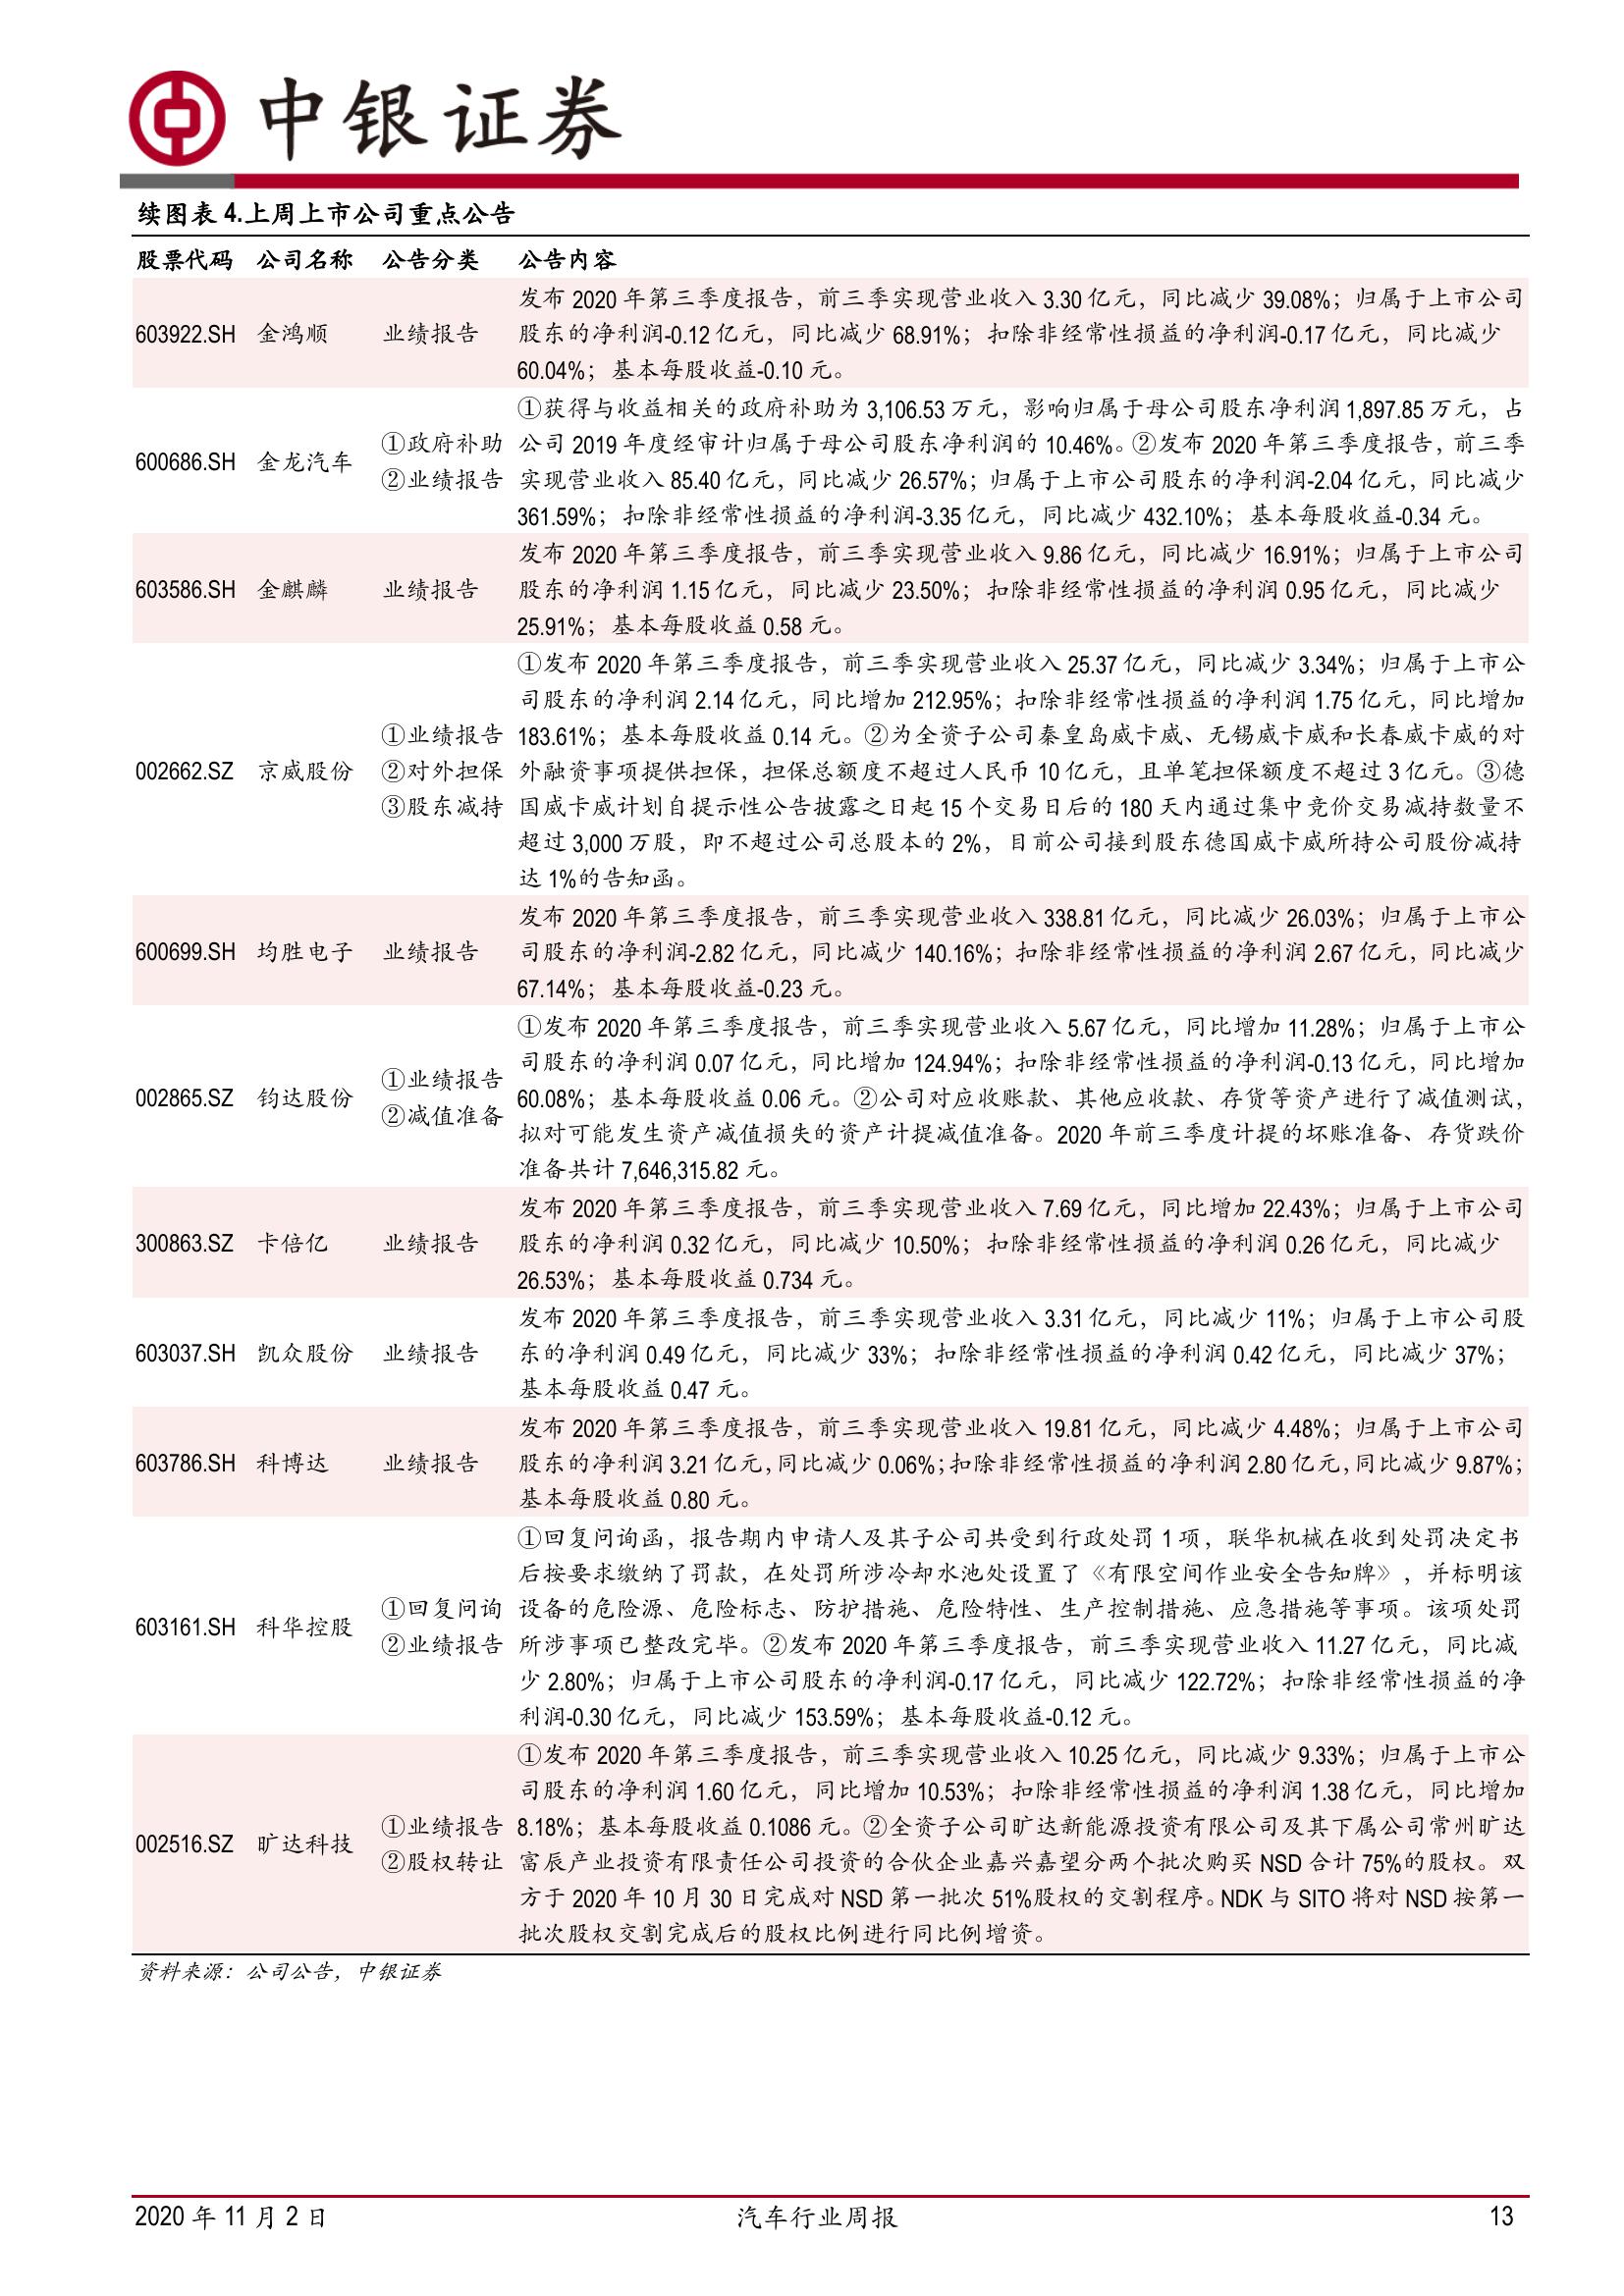 中银证券
续图表 4.上周上市公司重点公告
股票代码 公司名称 公告分类 公告内容
发布 2020 年第三季度报告，前三季实现营业收入 3.30 亿元，同比减少 39.08%；归属于上市公司
603922.SH 金鸿顺 业绩报告 股东的净利润-0.12 亿元，同比减少 68.91%；扣除非经常性损益的净利润-0.17 亿元，同比减少
60.04%；基本每股收益-0.10 元。
①获得与收益相关的政府补助为 3,106.53 万元，影响归属于母公司股东净利润 1,897.85 万元，占
①政府补助 公司 2019 年度经审计归属于母公司股东净利润的 10.46%。②发布 2020 年第三季度报告，前三季
600686.SH 金龙汽车
②业绩报告 实现营业收入 85.40 亿元，同比减少 26.57%；归属于上市公司股东的净利润-2.04 亿元，同比减少
361.59%；扣除非经常性损益的净利润-3.35 亿元，同比减少 432.10%；基本每股收益-0.34 元。
发布 2020 年第三季度报告，前三季实现营业收入 9.86 亿元，同比减少 16.91%；归属于上市公司
603586.SH 金麒麟 业绩报告 股东的净利润 1.15 亿元，同比减少 23.50%；扣除非经常性损益的净利润 0.95 亿元，同比减少
25.91%；基本每股收益 0.58 元。
①发布 2020 年第三季度报告，前三季实现营业收入 25.37 亿元，同比减少 3.34%；归属于上市公
司股东的净利润 2.14 亿元，同比增加 212.95%；扣除非经常性损益的净利润 1.75 亿元，同比增加
①业绩报告 183.61%；基本每股收益 0.14 元。②为全资子公司秦皇岛威卡威、无锡威卡威和长春威卡威的对
002662.SZ 京威股份 ②对外担保 外融资事项提供担保，担保总额度不超过人民币 10 亿元，且单笔担保额度不超过 3 亿元。③德
③股东减持 国威卡威计划自提示性公告披露之日起 15 个交易日后的 180 天内通过集中竞价交易减持数量不
超过 3,000 万股，即不超过公司总股本的 2%，目前公司接到股东德国威卡威所持公司股份减持
达 1%的告知函。
发布 2020 年第三季度报告，前三季实现营业收入 338.81 亿元，同比减少 26.03%；归属于上市公
600699.SH 均胜电子 业绩报告 司股东的净利润-2.82 亿元，同比减少 140.16%；扣除非经常性损益的净利润 2.67 亿元，同比减少
67.14%；基本每股收益-0.23 元。
①发布 2020 年第三季度报告，前三季实现营业收入 5.67 亿元，同比增加 11.28%；归属于上市公
司股东的净利润 0.07 亿元，同比增加 124.94%；扣除非经常性损益的净利润-0.13 亿元，同比增加
002865.SZ 钧达股份 ①业绩报告 60.08%；基本每股收益 0.06 元。②公司对应收账款、其他应收款、存货等资产进行了减值测试，
②减值准备 拟对可能发生资产减值损失的资产计提减值准备。2020 年前三季度计提的坏账准备、存货跌价
准备共计 7,646,315.82 元。
发布 2020 年第三季度报告，前三季实现营业收入 7.69 亿元，同比增加 22.43%；归属于上市公司
300863.SZ 卡倍亿 业绩报告 股东的净利润 0.32 亿元，同比减少 10.50%；扣除非经常性损益的净利润 0.26 亿元，同比减少
26.53%；基本每股收益 0.734 元。
发布 2020 年第三季度报告，前三季实现营业收入 3.31 亿元，同比减少 11%；归属于上市公司股
603037.SH 凯众股份 业绩报告 东的净利润 0.49 亿元，同比减少 33%；扣除非经常性损益的净利润 0.42 亿元，同比减少 37%；
基本每股收益 0.47 元。
发布 2020 年第三季度报告，前三季实现营业收入 19.81 亿元，同比减少 4.48%；归属于上市公司
603786.SH 科博达 业绩报告 股东的净利润 3.21 亿元，同比减少 0.06%；扣除非经常性损益的净利润 2.80 亿元，同比减少 9.87%；
基本每股收益 0.80 元。
①回复问询函，报告期内申请人及其子公司共受到行政处罚 1 项，联华机械在收到处罚决定书
后按要求缴纳了罚款，在处罚所涉冷却水池处设置了《有限空间作业安全告知牌》，并标明该
603161.SH 科华控股 ①回复问询 设备的危险源、危险标志、防护措施、危险特性、生产控制措施、应急措施等事项。该项处罚
②业绩报告 所涉事项已整改完毕。②发布 2020 年第三季度报告，前三季实现营业收入 11.27 亿元，同比减
少 2.80%；归属于上市公司股东的净利润-0.17 亿元，同比减少 122.72%；扣除非经常性损益的净
利润-0.30 亿元，同比减少 153.59%；基本每股收益-0.12 元。
①发布 2020 年第三季度报告，前三季实现营业收入 10.25 亿元，同比减少 9.33%；归属于上市公
司股东的净利润 1.60 亿元，同比增加 10.53%；扣除非经常性损益的净利润 1.38 亿元，同比增加
①业绩报告 8.18%；基本每股收益 0.1086 元。②全资子公司旷达新能源投资有限公司及其下属公司常州旷达
002516.SZ 旷达科技 ②股权转让 富辰产业投资有限责任公司投资的合伙企业嘉兴嘉望分两个批次购买 NSD 合计 75%的股权。双
方于 2020 年 10 月 30 日完成对 NSD 第一批次 51%股权的交割程序。NDK 与 SITO 将对 NSD 按第一
批次股权交割完成后的股权比例进行同比例增资。
资料来源：公司公告，中银证券
2020 年 11 月 2 日 汽车行业周报 13